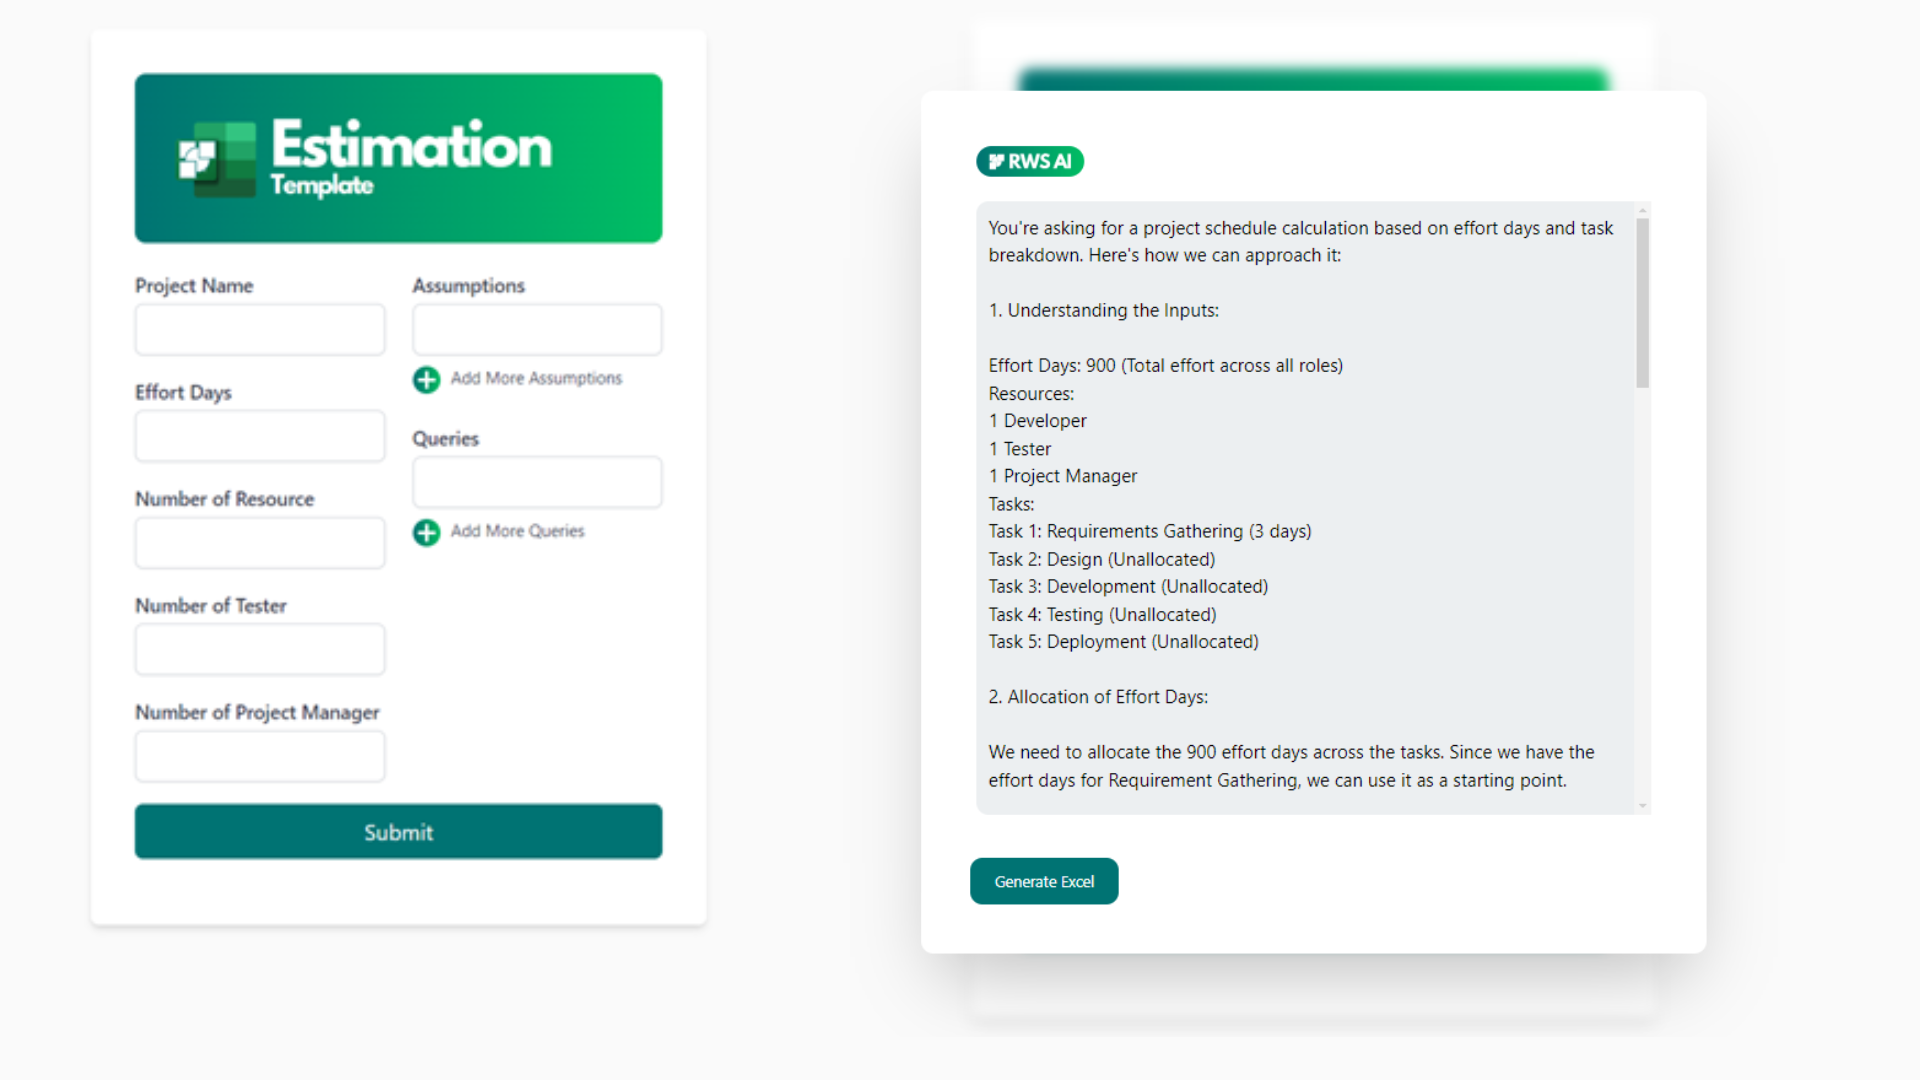 Estimation
Template
Project Name
Effort Days
Number of Resource
Number of Tester
Number of Project Manager
Assumptions
Add More Assumptions
Queries
Add More Queries
Submit
RWS AI
You're asking for a project schedule calculation based on effort days and task
breakdown. Here's how we can approach it:
1. Understanding the Inputs:
Effort Days: 900 (Total effort across all roles)
Resources:
1 Developer
1 Tester
1 Project Manager
Tasks:
Task 1: Requirements Gathering (3 days)
Task 2: Design (Unallocated)
Task 3: Development (Unallocated)
Task 4: Testing (Unallocated)
Task 5: Deployment (Unallocated)
2. Allocation of Effort Days:
We need to allocate the 900 effort days across the tasks. Since we have the
effort days for Requirement Gathering, we can use it as a starting point.
Generate Excel